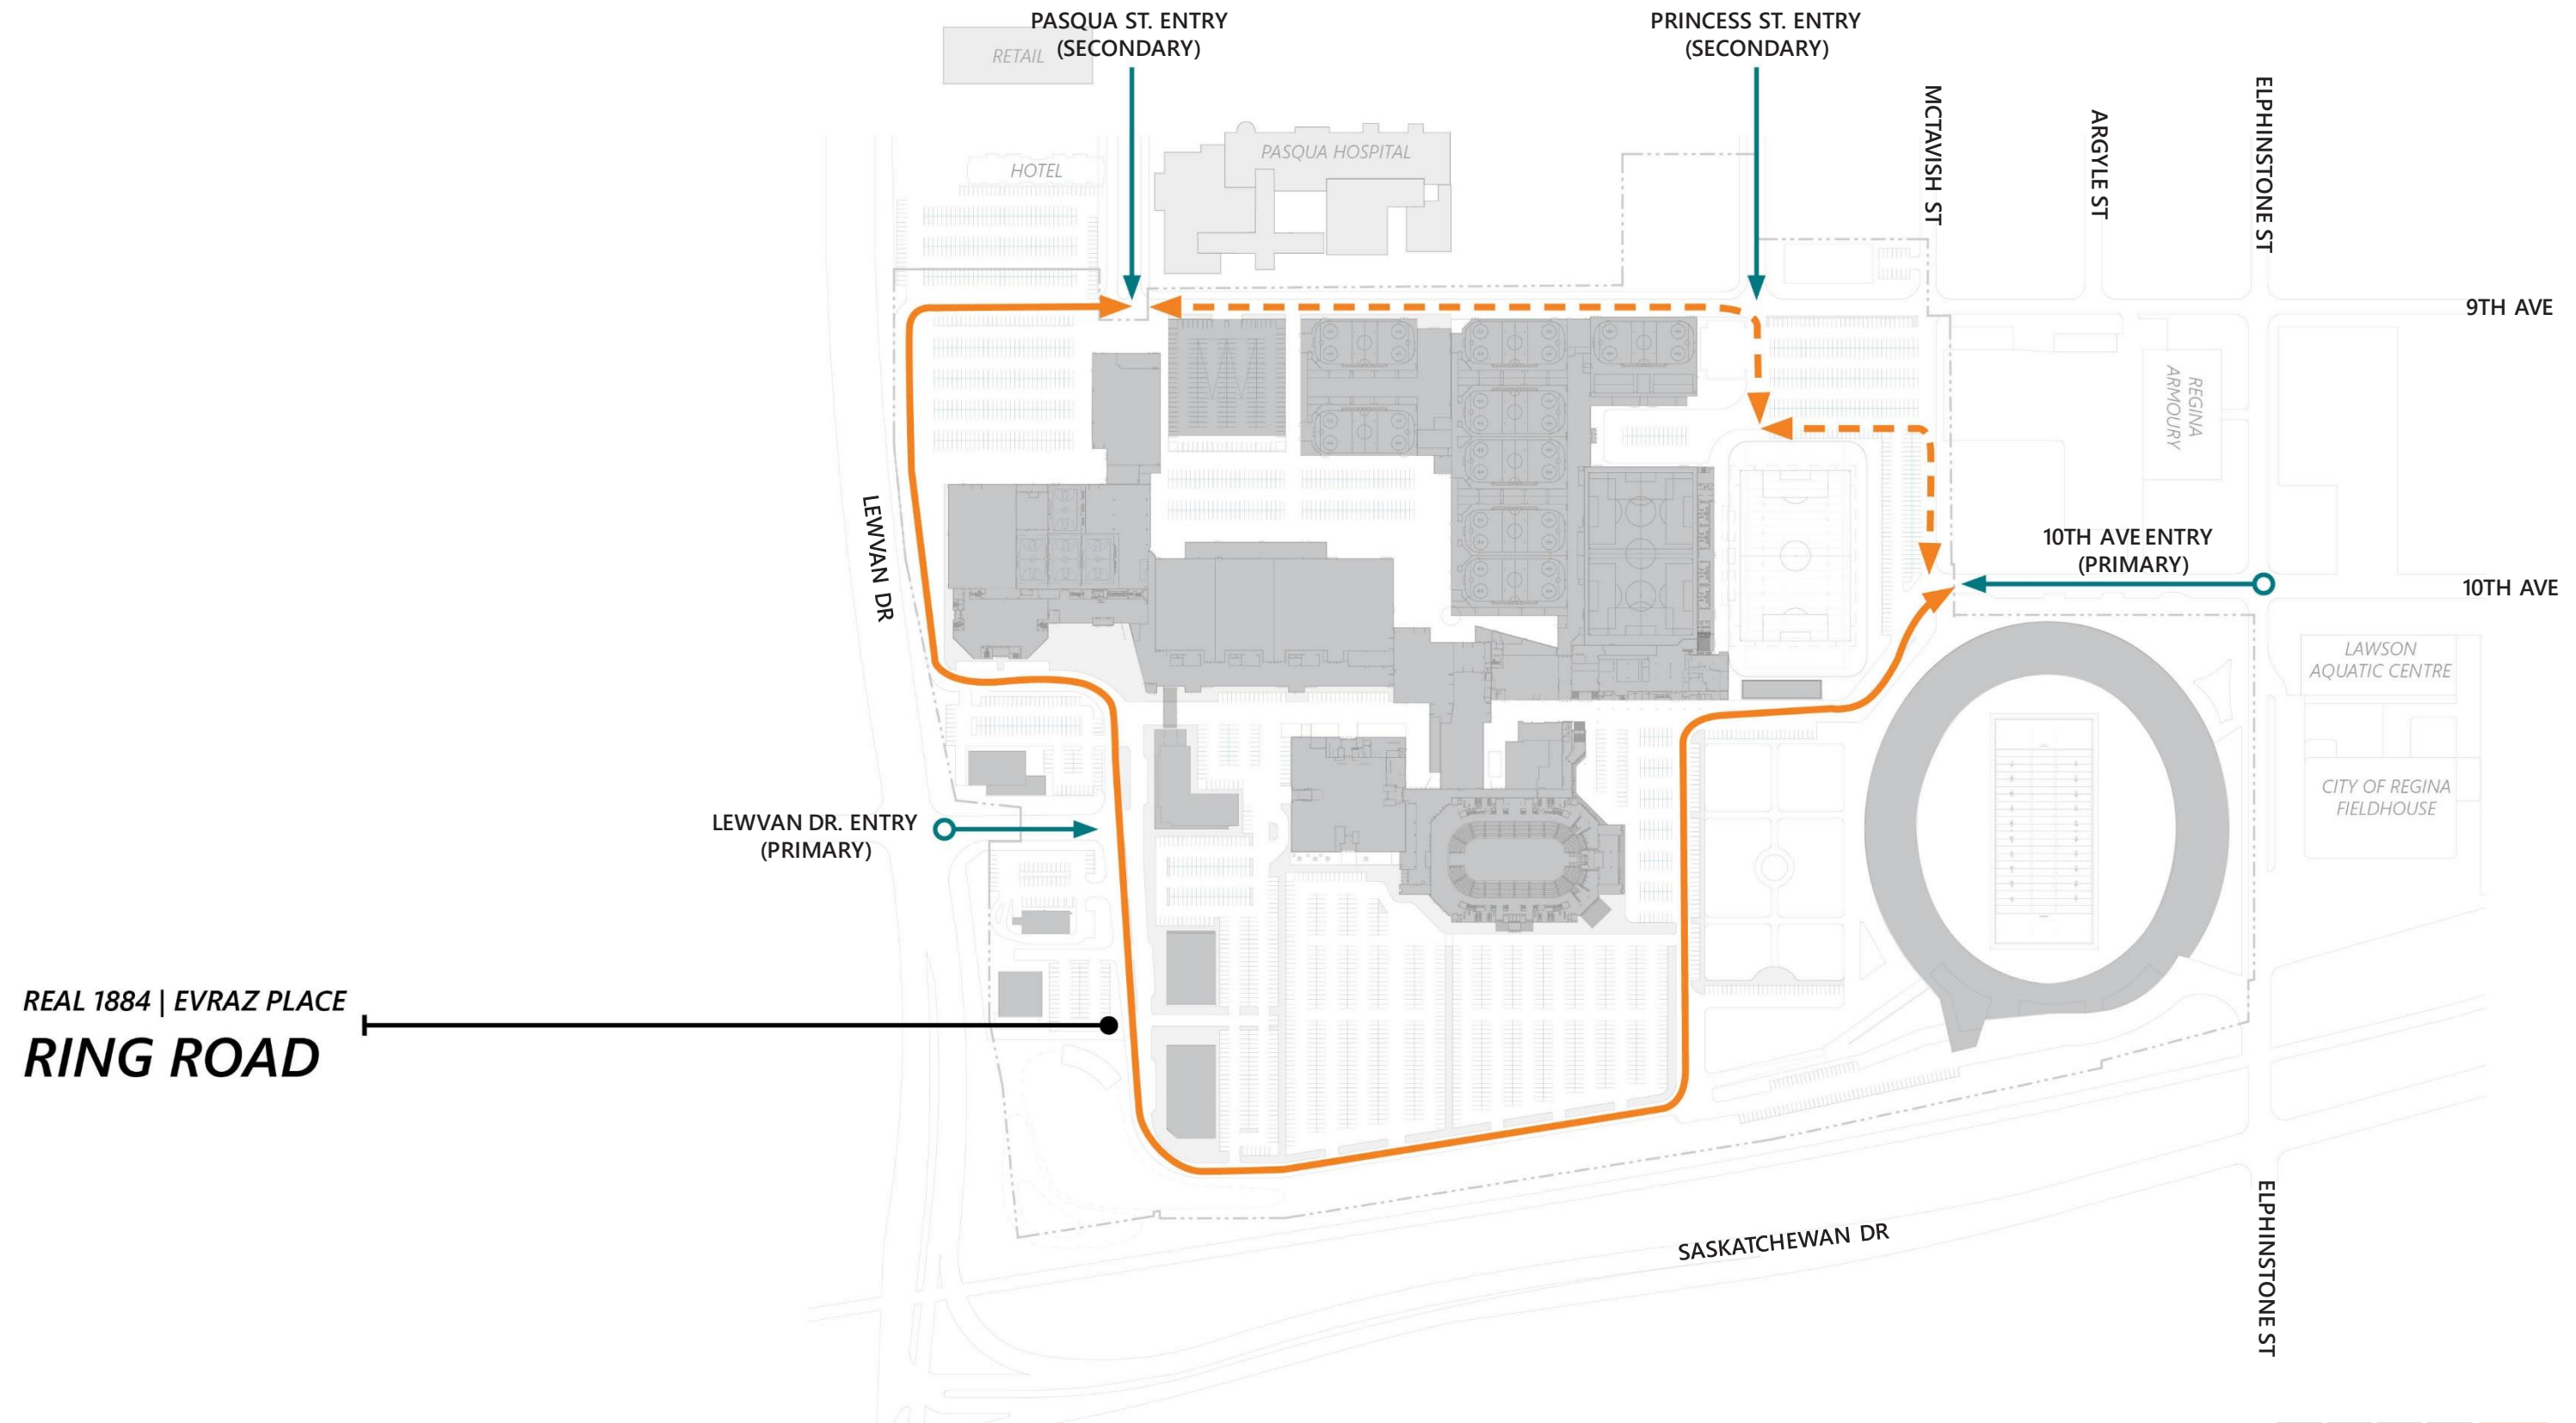 PASQUA ST. ENTRY
(SECONDARY)
PRINCESS ST. ENTRY
(SECONDARY)
RETAIL
MCTAVISH ST
ARGYLE ST
ELPHINSTONE ST
HOTEL
PASQUA HOSPITAL
9TH AVE
REGINA
ARMOURY
LEWVAN DR
10TH AVE ENTRY
(PRIMARY)
10TH AVE
LAWSON
AQUATIC CENTRE
CITY OF REGINA
FIELDHOUSE
LEWVAN DR. ENTRY
(PRIMARY)
REAL 1884 | EVRAZ PLACE
RING ROAD
SASKATCHEWAN DR
ELPHINSTONE ST